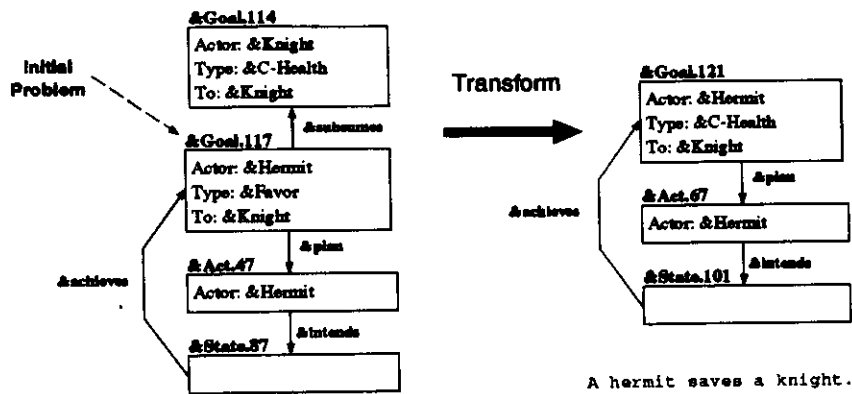 &Goal.114
Actor: &Knight
Type: &C-Health
To: &Knight
Initial
Problem
&subsumes
&Goal.117
Actor: &Hermit
Type: &Favor
To: &Knight
&plan
&achieves
&Act.47
Actor: &Hermit
&intends
&State.87
Transform
&Goal.121
Actor: &Hermit
Type: &C-Health
To: &Knight
&plan
&achieves
&Act.67
Actor: &Hermit
&intends
&State.101
A hermit saves a knight.